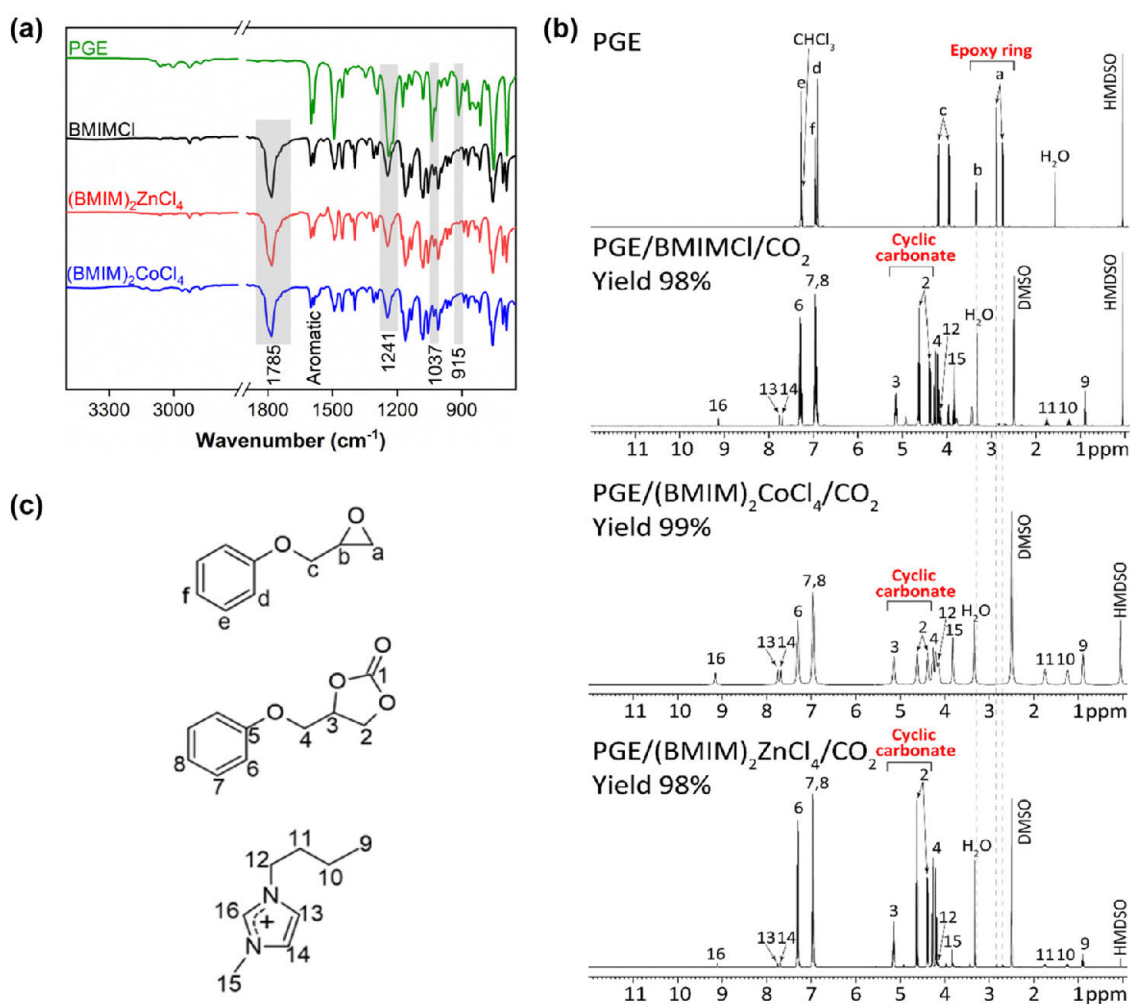 (a)
PGE
BMIMCl
(BMIM)₂ZnCl₄
(BMIM)₂CoCl₄
1785
Aromatic
1241
1037
915
3300 3000 1800 1500 1200 900
Wavenumber (cm⁻¹)
(b)
PGE
CHCl₃
Epoxy ring
e d f c b a
H₂O
HMDSO
PGE/BMIMCl/CO₂
Yield 98%
Cyclic
carbonate
16 13 14 6 7,8 3 2 4 12 15 H₂O DMSO 11 10 9 HMDSO
11 10 9 8 7 6 5 4 3 2 1ppm
PGE/(BMIM)₂CoCl₄/CO₂
Yield 99%
Cyclic
carbonate
16 13 14 6 7,8 3 2 4 12 15 H₂O DMSO 11 10 9 HMDSO
11 10 9 8 7 6 5 4 3 2 1ppm
PGE/(BMIM)₂ZnCl₄/CO₂
Yield 98%
Cyclic
carbonate
16 13 14 6 7,8 3 2 4 12 15 H₂O DMSO 11 10 9 HMDSO
11 10 9 8 7 6 5 4 3 2 1ppm
(c)
O
O
b a
c
f d
e
O
1
O
O
O
3
5 4 2
8 6
7
11 9
12 10
N
16 + 13
N 14
15